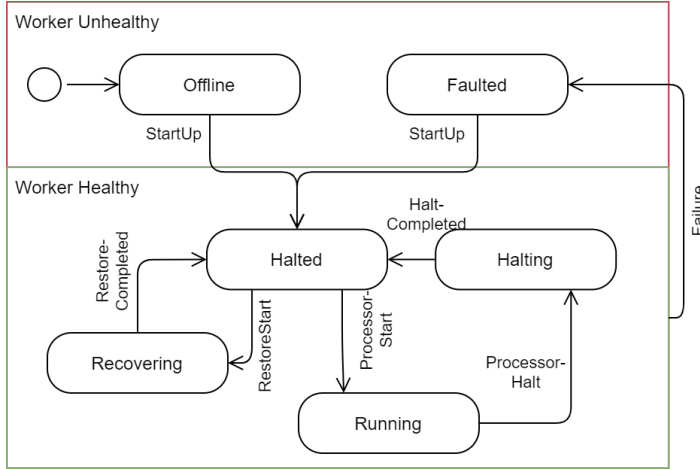 Worker Unhealthy
Offline
Faulted
StartUp
StartUp
Worker Healthy
Failure
Halt-
Completed
Restore-
Completed
Halted
Halting
RestoreStart
Processor-
Start
Recovering
Processor-
Halt
Running